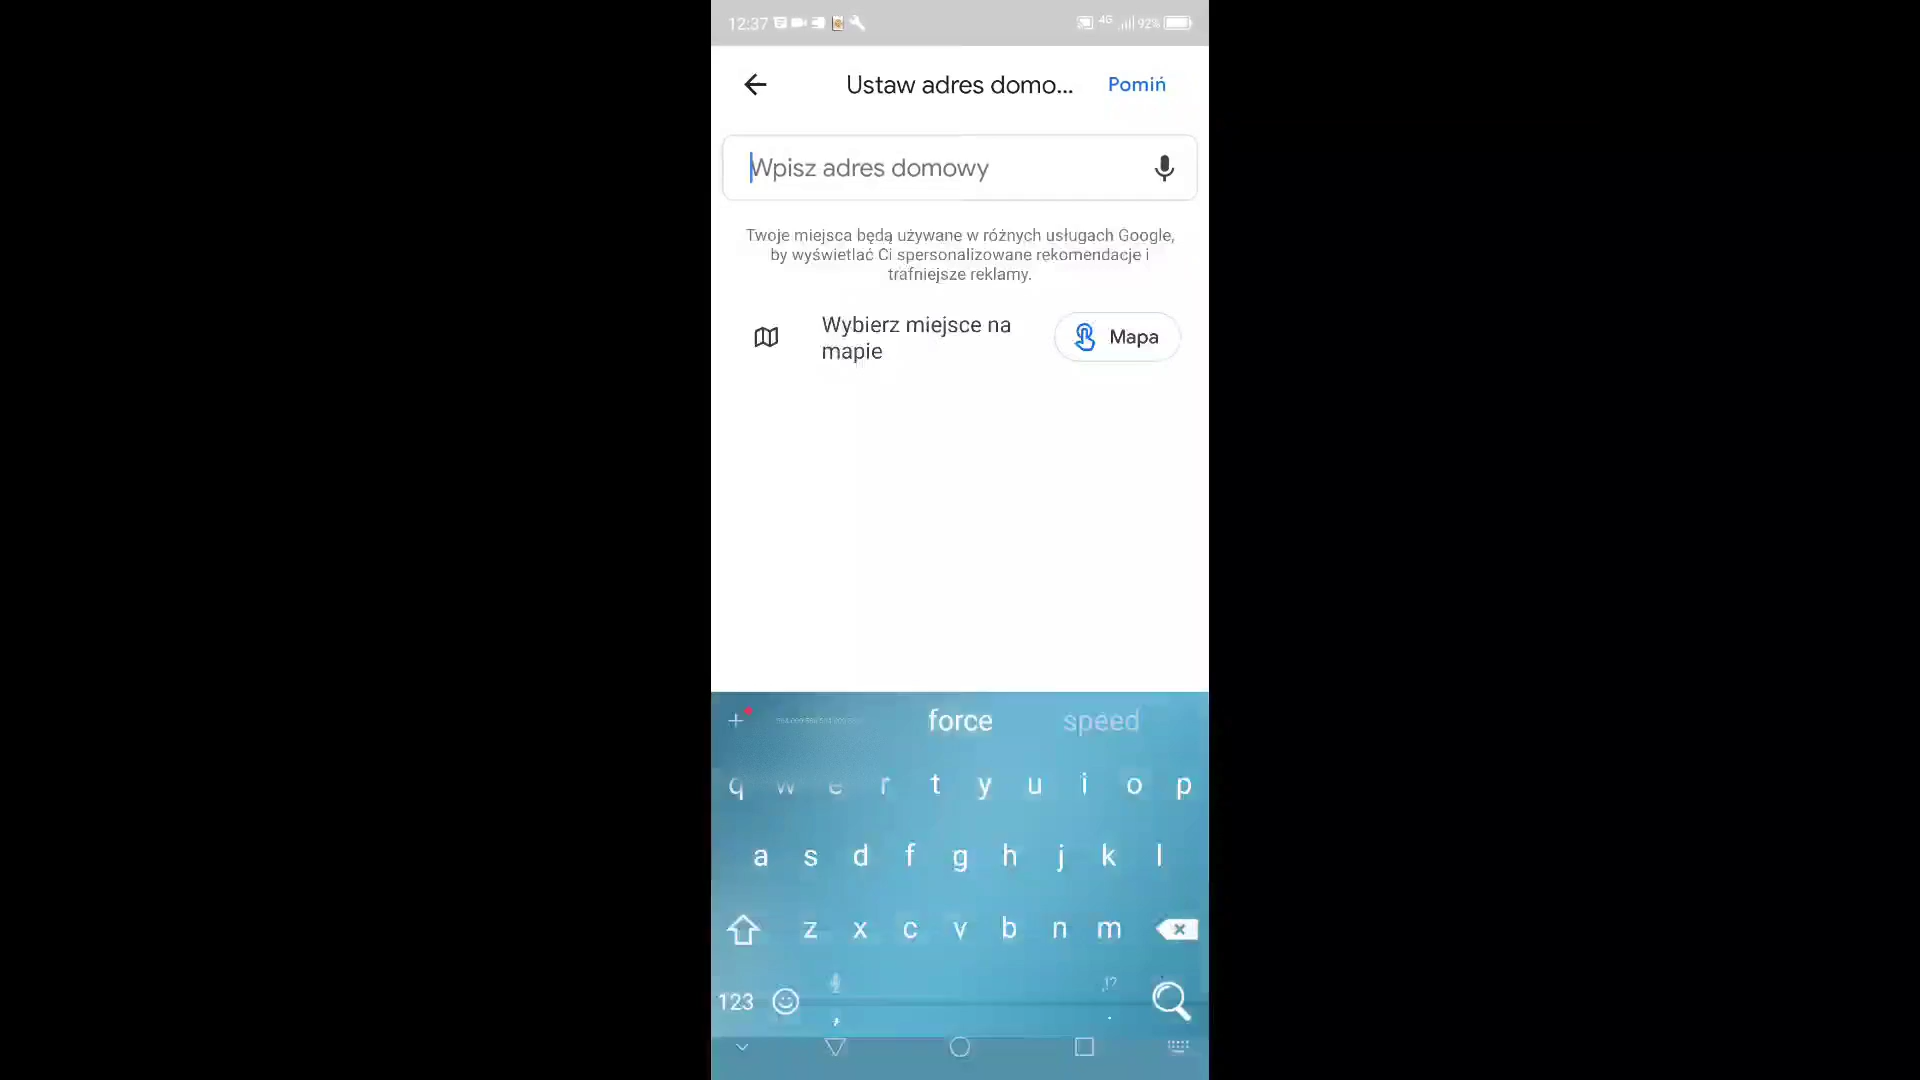 12:37 4G 92%
Ustaw adres domo... Pomiń
Wpisz adres domowy
Twoje miejsca będą używane w różnych usługach Google,
by wyświetlać Ci spersonalizowane rekomendacje i
trafniejsze reklamy.
Wybierz miejsce na
mapie
Mapa
force speed
q w e r t y u i o p
a s d f g h j k l
z x c v b n m
,!?
123 , .